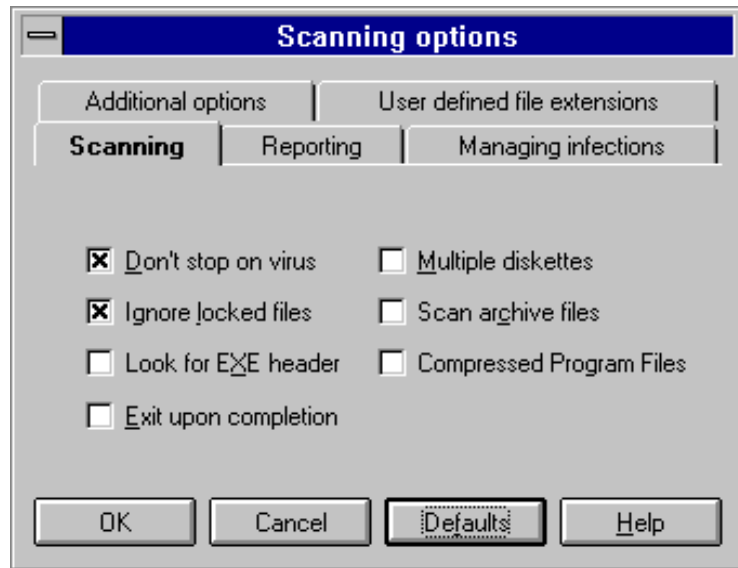 Scanning options
Additional options User defined file extensions
Scanning Reporting Managing infections
Don't stop on virus Multiple diskettes
Ignore locked files Scan archive files
Look for EXE header Compressed Program Files
Exit upon completion
OK Cancel Defaults Help